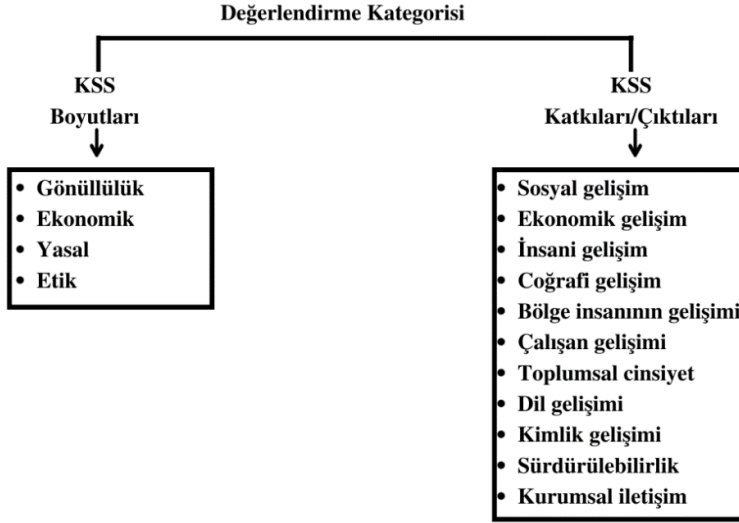 Değerlendirme Kategorisi
KSS
Boyutları
• Gönüllülük
• Ekonomik
• Yasal
• Etik
KSS
Katkıları/Çıktıları
• Sosyal gelişim
• Ekonomik gelişim
• İnsani gelişim
• Coğrafi gelişim
• Bölge insanının gelişimi
• Çalışan gelişimi
• Toplumsal cinsiyet
• Dil gelişimi
• Kimlik gelişimi
• Sürdürülebilirlik
• Kurumsal iletişim